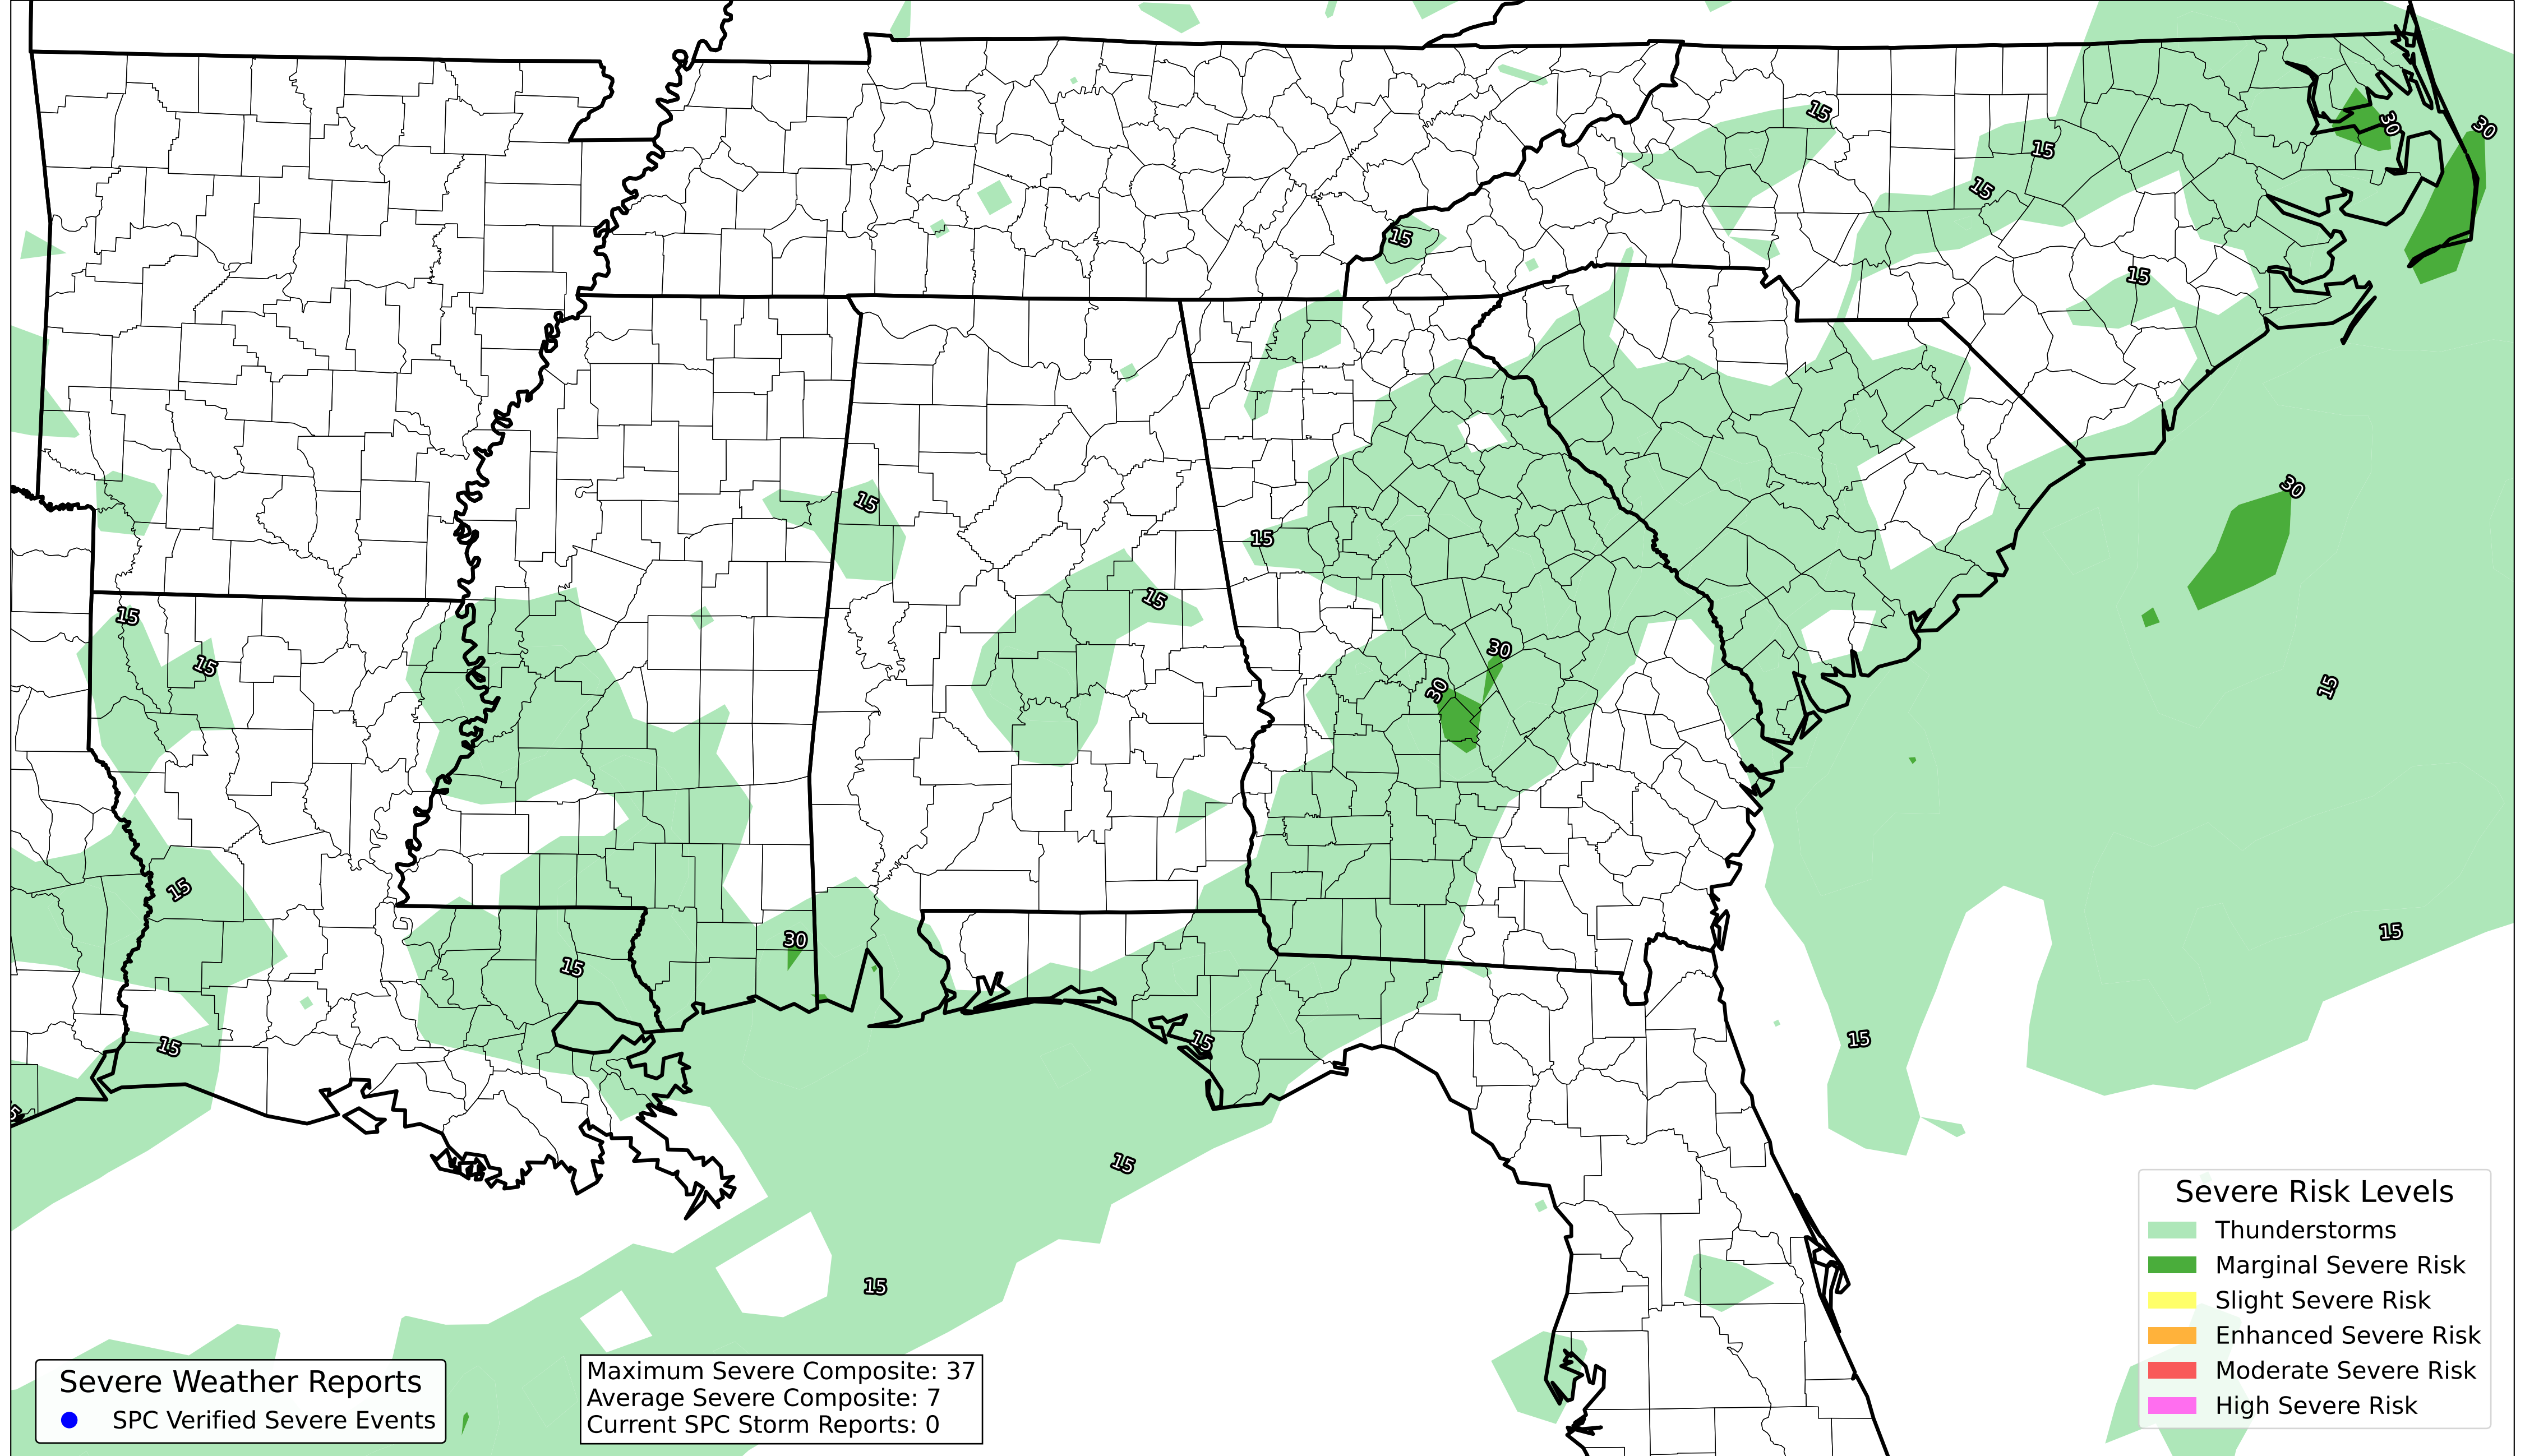 15
30
30
15
15
15
15
15
30
15
15
15
15
30
15
30
15
30
15
15
15
15
15
15
15
15
Severe Risk Levels
Thunderstorms
Marginal Severe Risk
Slight Severe Risk
Enhanced Severe Risk
Moderate Severe Risk
High Severe Risk
Severe Weather Reports
SPC Verified Severe Events
Maximum Severe Composite: 37
Average Severe Composite: 7
Current SPC Storm Reports: 0